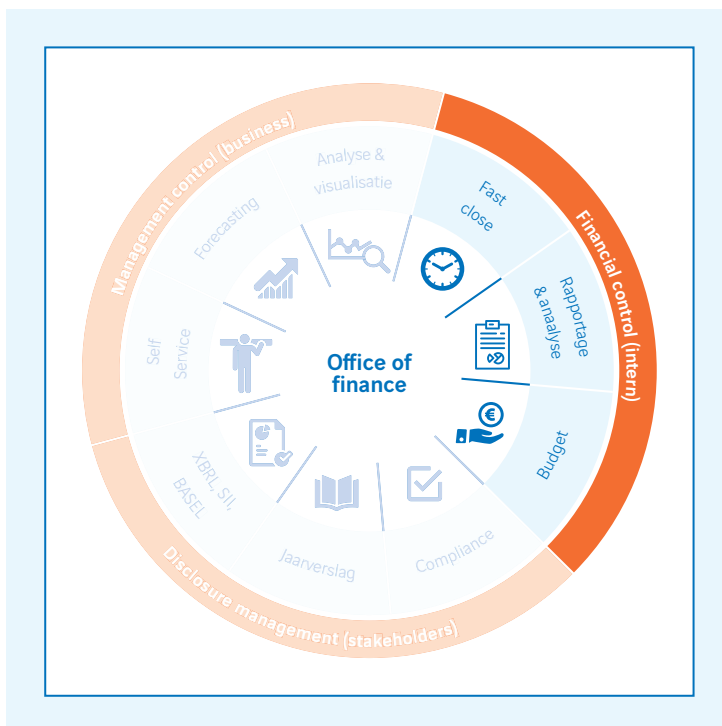 Management control (business)
Financial control (intern)
Disclosure management (stakeholders)
Analyse &
visualisatie
Fast
close
Rapportage
& anaalyse
Budget
Compliance
Jaarverslag
XBRL, SII,
BASEL
Self
Service
Forecasting
Office of
finance